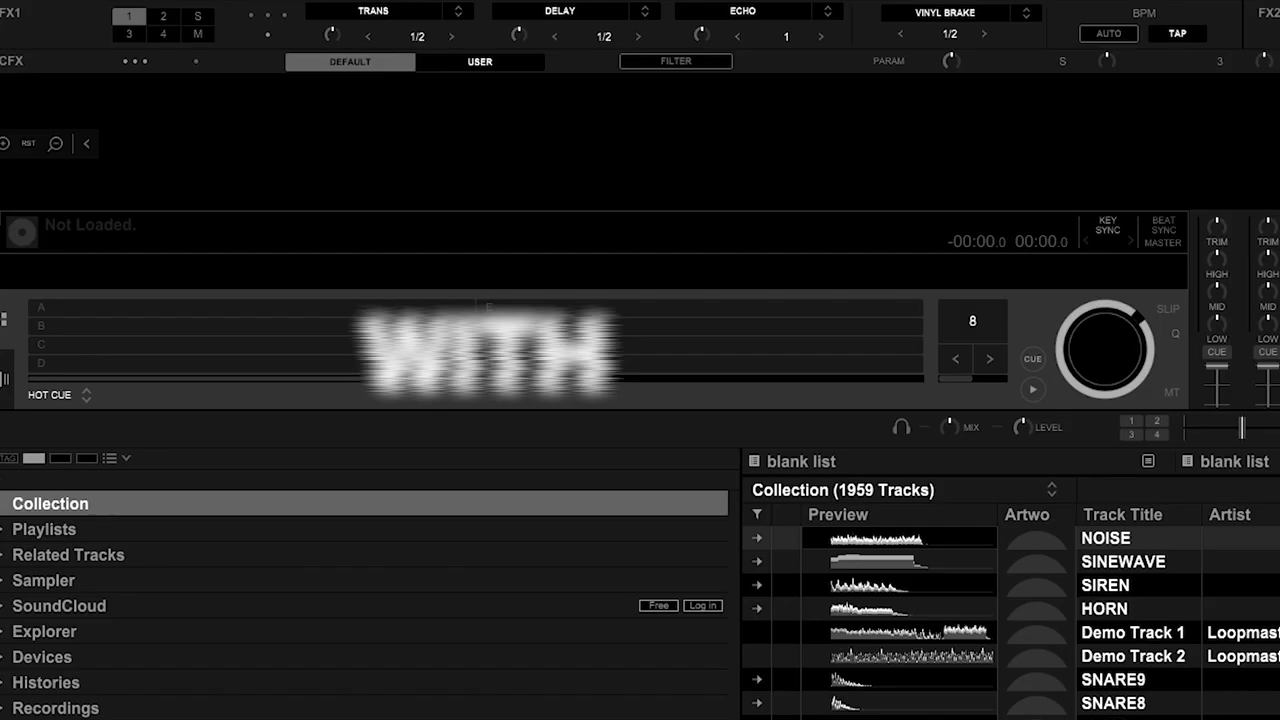 FX1 1 2 S TRANS DELAY ECHO VINYL BRAKE BPM FX2
3 4 M < 1/2 > < 1/2 > < 1 > < 1/2 > AUTO TAP
CFX DEFAULT USER FILTER PARAM S 3
RST <
Not Loaded. -00:00.0 00:00.0 KEY SYNC BEAT SYNC MASTER
TRIM TRIM
HIGH HIGH
MID MID
LOW LOW
CUE CUE
A E
B
C
D
WITH
8
< >
CUE
SLIP
Q
MT
HOT CUE
MIX LEVEL 1 2
3 4
TAG
blank list blank list
Collection Collection (1959 Tracks)
Playlists Preview Artwo Track Title Artist
Related Tracks NOISE
Sampler SINEWAVE
SoundCloud Free Log in SIREN
Explorer HORN
Devices Demo Track 1 Loopmast
Histories Demo Track 2 Loopmast
Recordings SNARE9
SNARE8